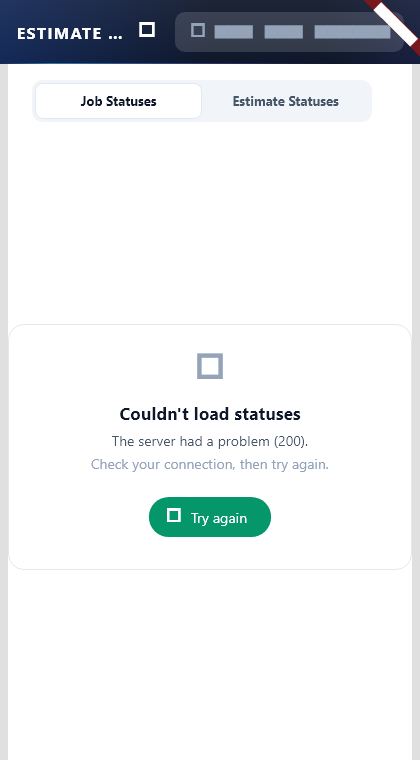 ESTIMATE ...
Job Statuses
Estimate Statuses
Couldn't load statuses
The server had a problem (200).
Check your connection, then try again.
Try again